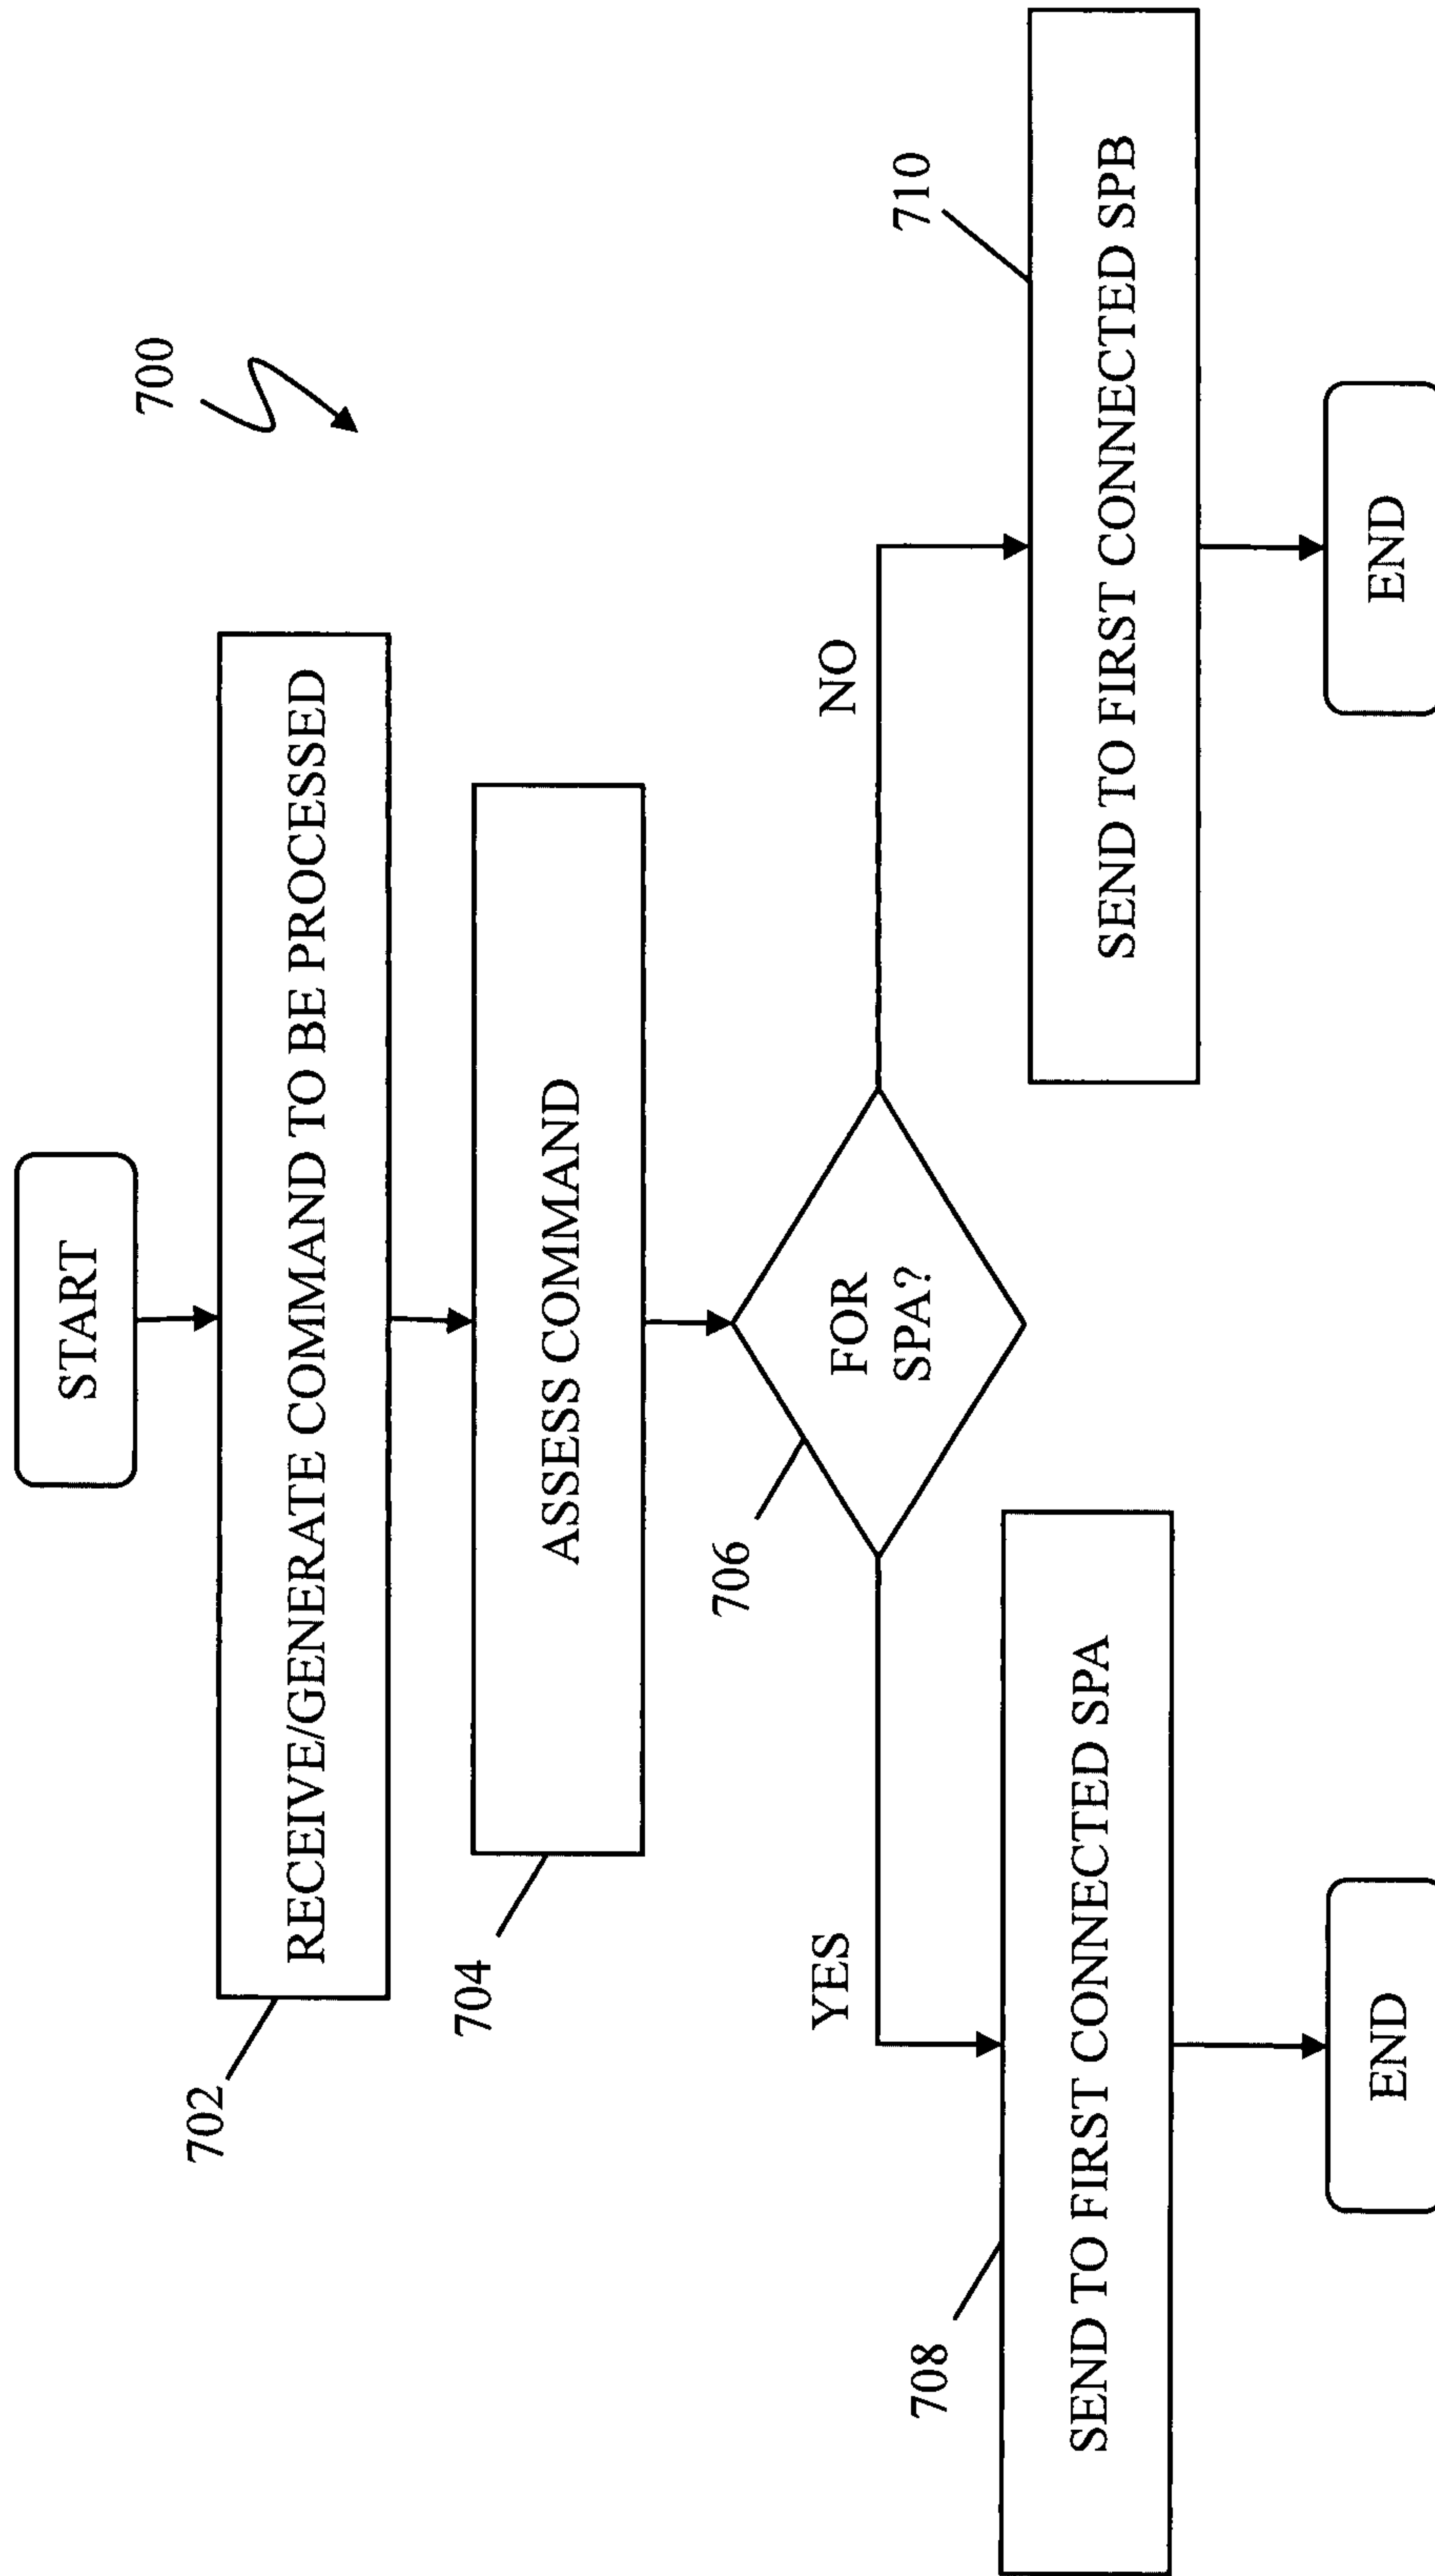 700
START
702
RECEIVE/GENERATE COMMAND TO BE PROCESSED
704
ASSESS COMMAND
706
FOR
SPA?
YES
NO
708
SEND TO FIRST CONNECTED SPA
710
SEND TO FIRST CONNECTED SPB
END
END